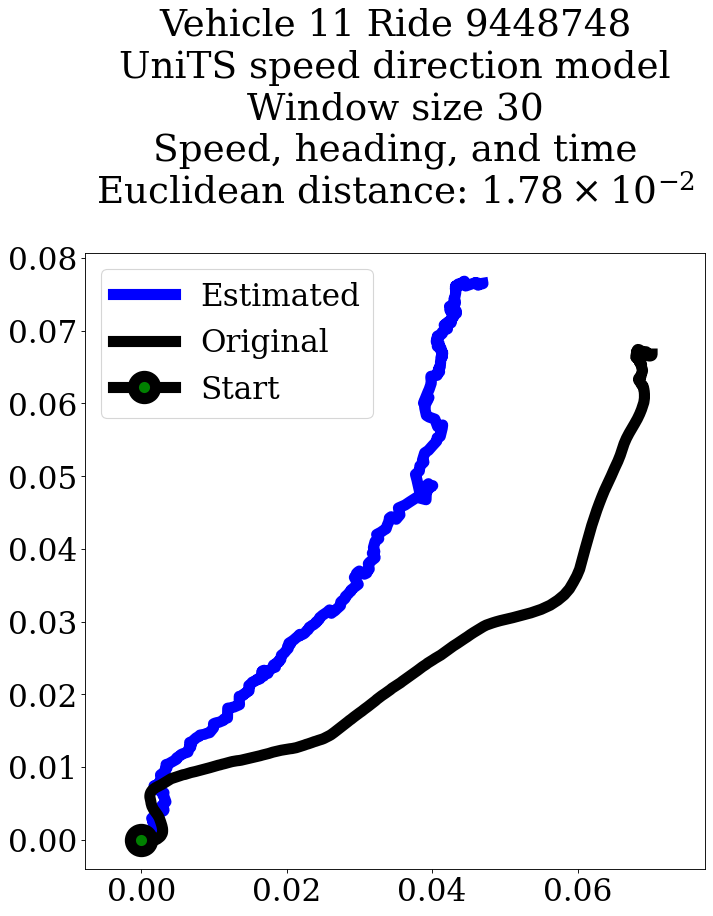 Vehicle 11 Ride 9448748
UniTS speed direction model
Window size 30
Speed, heading, and time
Euclidean distance: 1.78 × 10⁻²
Estimated
Original
Start
0.08
0.07
0.06
0.05
0.04
0.03
0.02
0.01
0.00
0.00 0.02 0.04 0.06